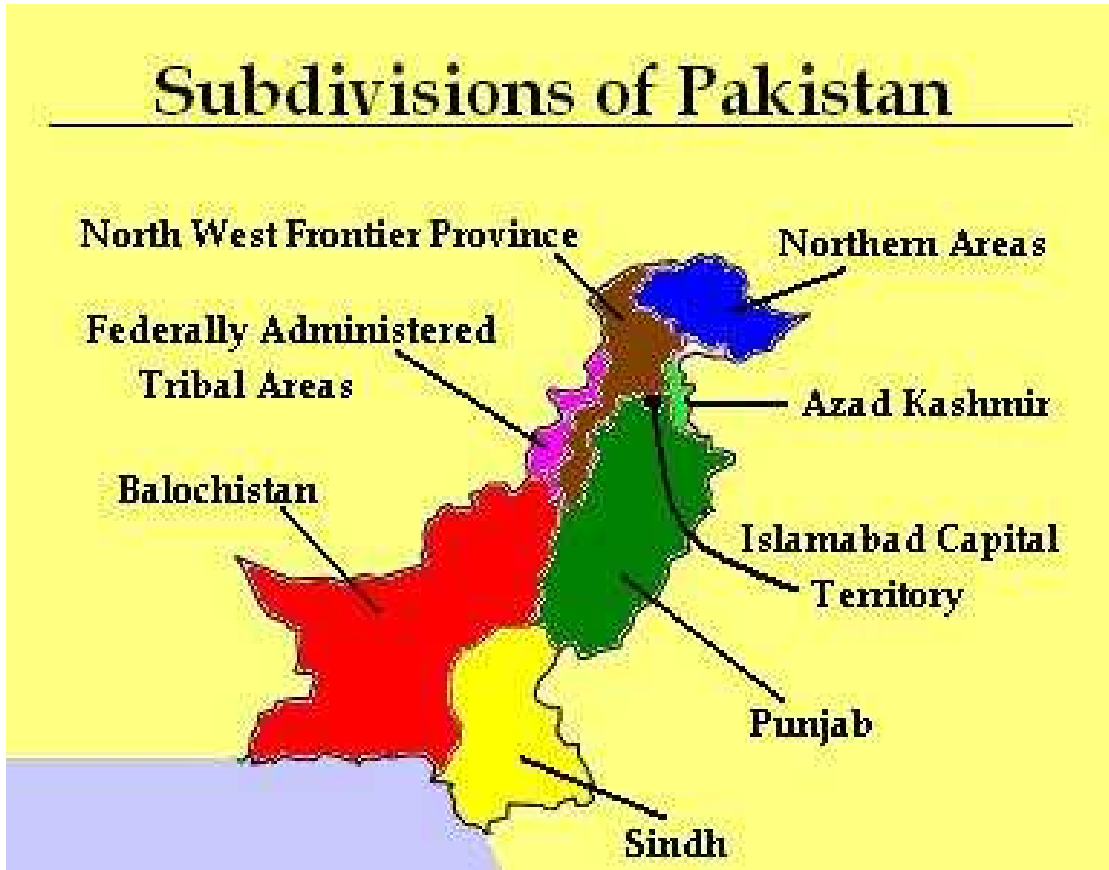 Subdivisions of Pakistan
North West Frontier Province
Northern Areas
Federally Administered
Tribal Areas
Azad Kashmir
Balochistan
Islamabad Capital
Territory
Punjab
Sindh